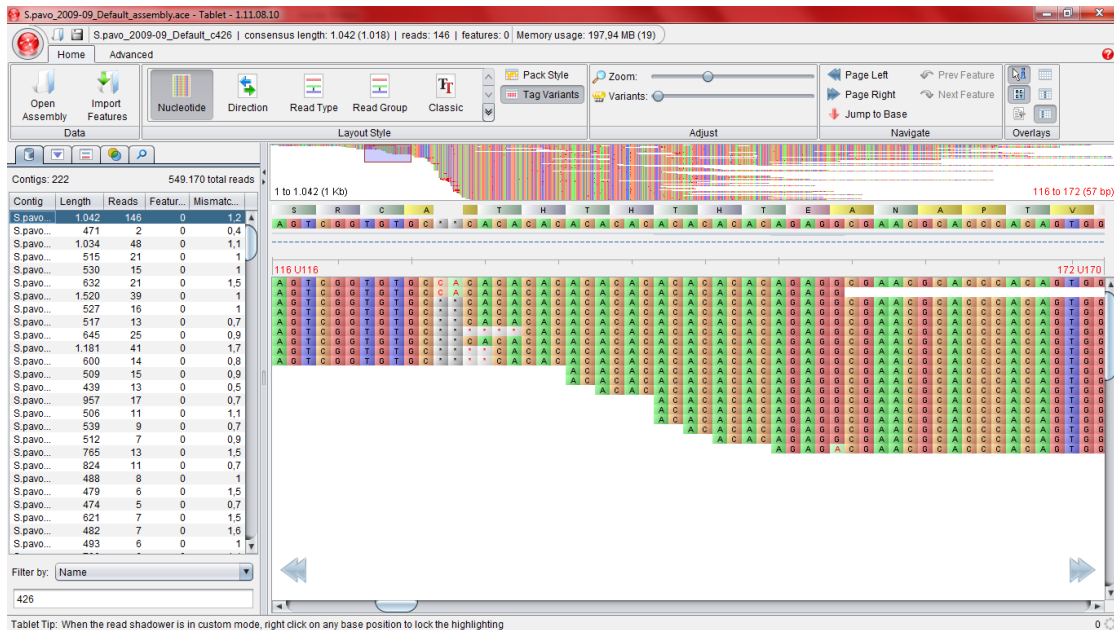 S.pavo_2009-09_Default_assembly.ace - Tablet - 1.11.08.10
S.pavo_2009-09_Default_c426 | consensus length: 1.042 (1.018) | reads: 146 | features: 0 | Memory usage: 197,94 MB (19)
Home Advanced
Open Assembly Import Features
Data
Nucleotide Direction Read Type Read Group Classic
Pack Style
Tag Variants
Layout Style
Zoom:
Variants:
Adjust
Page Left Prev Feature
Page Right Next Feature
Jump to Base
Navigate
Overlays
Contigs: 222 549.170 total reads
Contig Length Reads Featur... Mismatc...
S.pavo... 1.042 146 0 1,2
S.pavo... 471 2 0 0,4
S.pavo... 1.034 48 0 1,1
S.pavo... 515 21 0 1
S.pavo... 530 15 0 1
S.pavo... 632 21 0 1,5
S.pavo... 1.520 39 0 1
S.pavo... 527 16 0 1
S.pavo... 517 13 0 0,7
S.pavo... 645 25 0 0,9
S.pavo... 1.181 41 0 1,7
S.pavo... 600 14 0 0,8
S.pavo... 509 15 0 0,9
S.pavo... 439 13 0 0,5
S.pavo... 957 17 0 0,7
S.pavo... 506 11 0 1,1
S.pavo... 539 9 0 0,7
S.pavo... 512 7 0 0,9
S.pavo... 765 13 0 1,5
S.pavo... 824 11 0 0,7
S.pavo... 488 8 0 1
S.pavo... 479 6 0 1,5
S.pavo... 474 5 0 0,7
S.pavo... 621 7 0 1,5
S.pavo... 482 7 0 1,6
S.pavo... 493 6 0 1
Filter by: Name
426
1 to 1.042 (1 Kb) 116 to 172 (57 bp)
S R C A T H T H T H T E A N A P T V
A G T C G G T G T G C * * C A C A C A C A C A C A C A C A C A C A C A G A G G C G A A C G C A C C C A C A G T G G
116 U116 172 U170
A G T C G G T G T G C C A C A C A C A C A C A C A C A C A C A C A C A G A G G C G A A C G C A C C C A C A G T G G
A G T C G G T G T G C C A C A C A C A C A C A C A C A C A C A C A C A G A G G
A G T C G G T G T G C * * C A C A C A C A C A C A C A C A C A C A C A G A G G C G A A C G C A C C C A C A G T G G
A G T C G G T G T G C * * C A C A C A C A C A C A C A C A C A C A C A G A G G C G A A C G C A C C C A C A G T G G
A G T C G G T G T G C * * C A C A C A C A C A C A C A C A C A C A C A G A G G C G A A C G C A C C C A C A G T G G
A G A G A C G A A C G C A C C C A C A G T G G
Tablet Tip: When the read shadower is in custom mode, right click on any base position to lock the highlighting
0